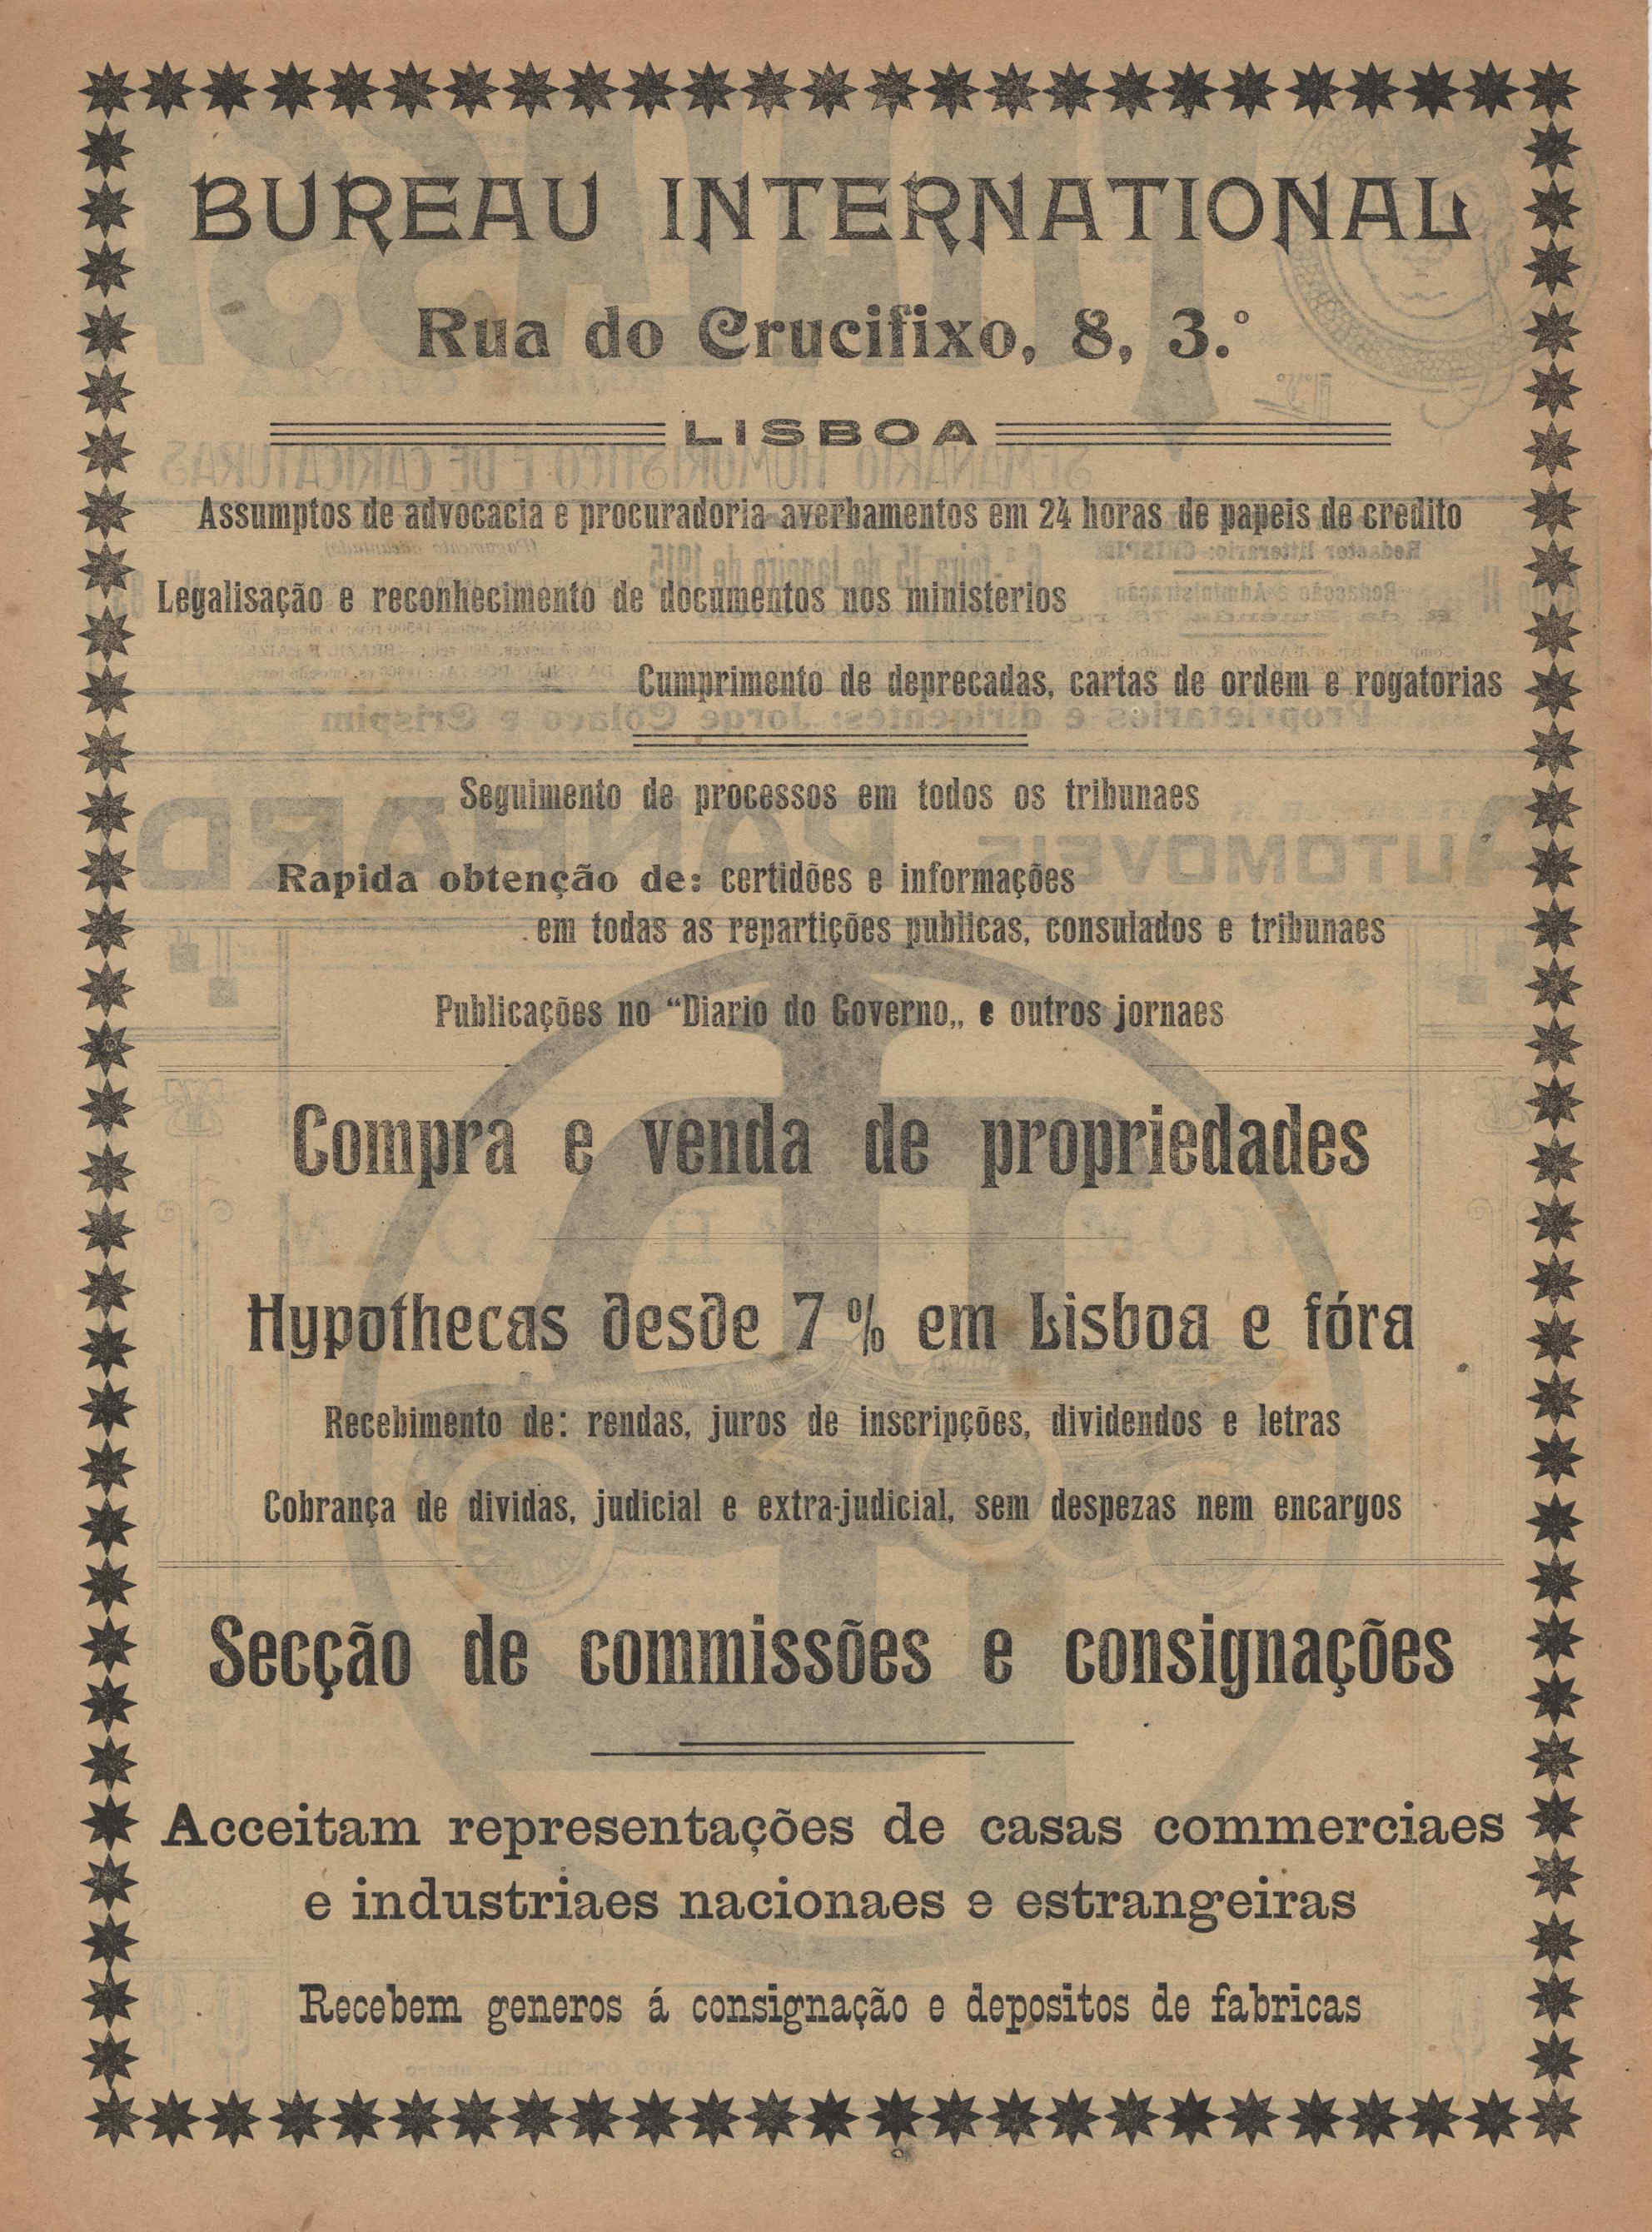 BUREAU INTERNATIONAL
Rua do Crucifixo, 8, 3.º
LISBOA
Assumptos de advocacia e procuradoria averbamentos em 24 horas de papeis de credito
Legalisação e reconhecimento de documentos nos ministerios
Cumprimento de deprecadas, cartas de ordem e rogatorias
Seguimento de processos em todos os tribunaes
Rapida obtenção de: certidões e informações
em todas as repartições publicas, consulados e tribunaes
Publicações no “Diario do Governo„ e outros jornaes
Compra e venda de propriedades
Hypothecas desde 7 % em Lisboa e fóra
Recebimento de: rendas, juros de inscripções, dividendos e letras
Cobrança de dividas, judicial e extra-judicial, sem despezas nem encargos
Secção de commissões e consignações
Acceitam representações de casas commerciaes
e industriaes nacionaes e estrangeiras
Recebem generos á consignação e depositos de fabricas